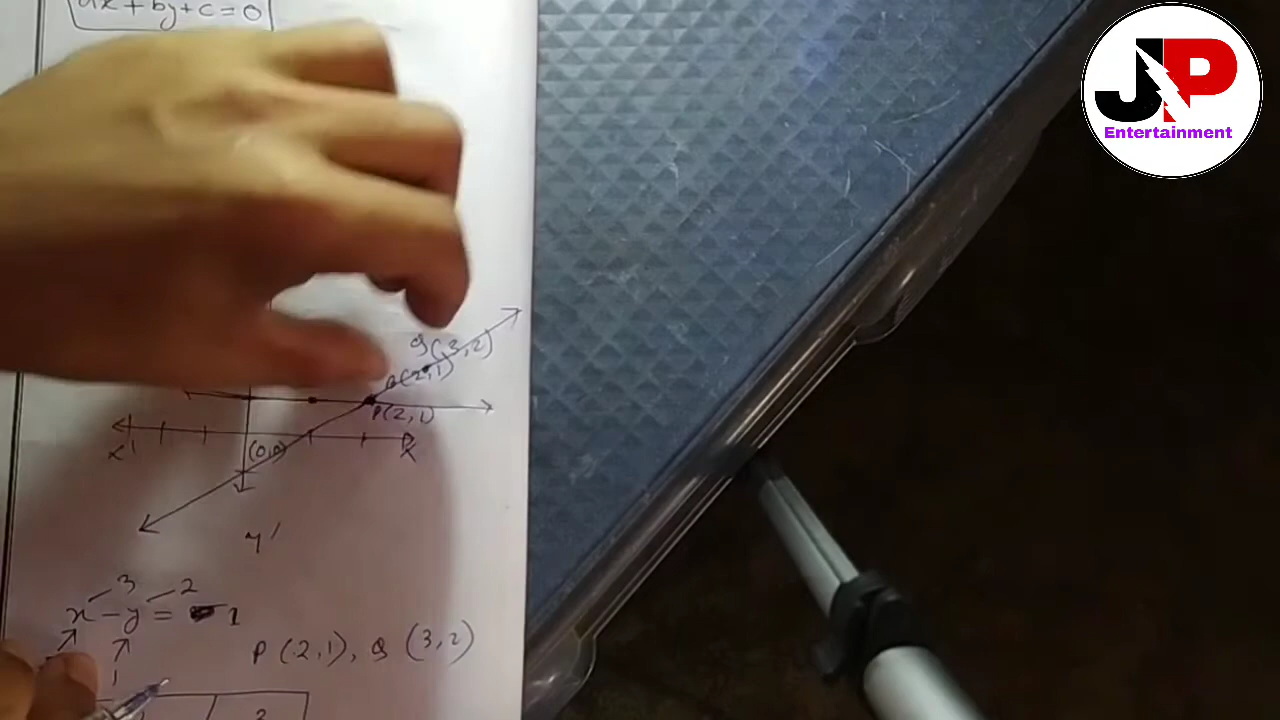 ax + by + c = 0
JP
Entertainment
Q(3,2)
Q(2,1)
P(2,1)
X'
(0,0)
X
Y'
3 2
x - y = 1
1
P (2,1), Q (3,2)
2